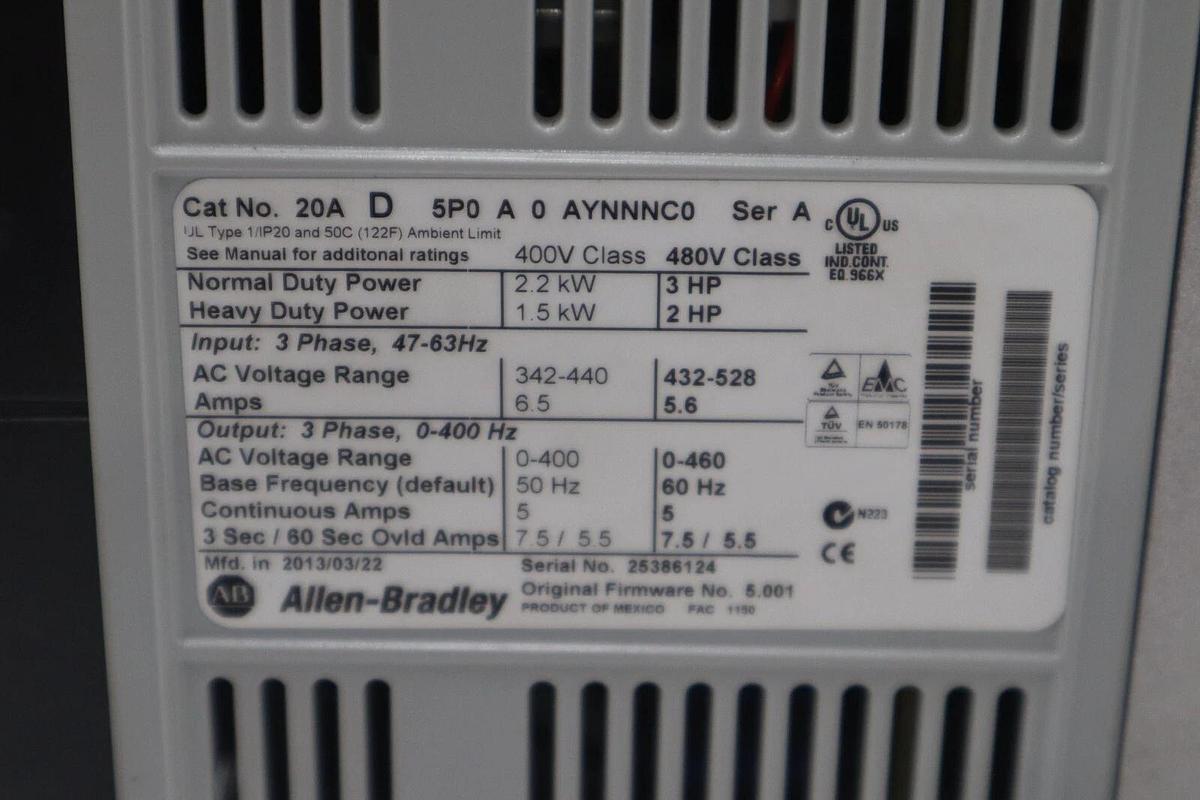 Cat No. 20A D 5P0 A 0 AYNNNC0 Ser A
UL Type 1/IP20 and 50C (122F) Ambient Limit
See Manual for additonal ratings 400V Class 480V Class
Normal Duty Power 2.2 kW 3 HP
Heavy Duty Power 1.5 kW 2 HP
Input: 3 Phase, 47-63Hz
AC Voltage Range 342-440 432-528
Amps 6.5 5.6
Output: 3 Phase, 0-400 Hz
AC Voltage Range 0-400 0-460
Base Frequency (default) 50 Hz 60 Hz
Continuous Amps 5 5
3 Sec / 60 Sec Ovld Amps 7.5 / 5.5 7.5 / 5.5
Mfd. in 2013/03/22 Serial No. 25386124
AB Allen-Bradley Original Firmware No. 5.001
PRODUCT OF MEXICO FAC 1150
C UL US
LISTED
IND.CONT.
EQ.966X
TÜV EMC
TÜV EN 50178
N223
CE
serial number
catalog number/series